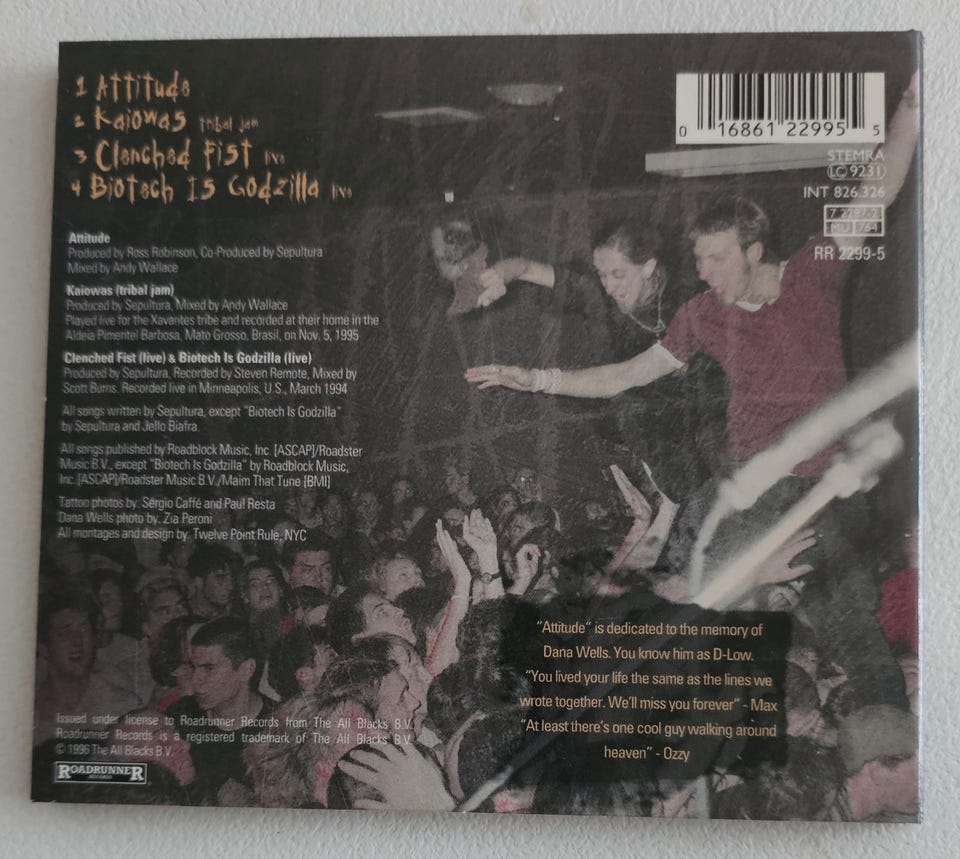 1 Attitude
2 Kaiowas tribal jam
3 Clenched Fist live
4 Biotech Is Godzilla live
0 16861 22995 5
STEMRA
LC 9231
INT 826.326
MU 764
RR 2299-5
Attitude
Produced by Ross Robinson, Co-Produced by Sepultura
Mixed by Andy Wallace
Kaiowas (tribal jam)
Produced by Sepultura, Mixed by Andy Wallace
Played live for the Xavantes tribe and recorded at their home in the
Aldeia Pimentel Barbosa, Mato Grosso, Brasil, on Nov. 5, 1995
Clenched Fist (live) & Biotech Is Godzilla (live)
Produced by Sepultura, Recorded by Steven Remote, Mixed by
Scott Burns. Recorded live in Minneapolis, U.S., March 1994
All songs written by Sepultura, except "Biotech Is Godzilla"
by Sepultura and Jello Biafra.
All songs published by Roadblock Music, Inc. [ASCAP]/Roadster
Music B.V., except "Biotech Is Godzilla" by Roadblock Music,
Inc. [ASCAP]/Roadster Music B.V./Maim That Tune [BMI]
Tattoo photos by: Sérgio Caffé and Paul Resta
Dana Wells photo by: Zia Peroni
All montages and design by: Twelve Point Rule, NYC
"Attitude" is dedicated to the memory of
Dana Wells. You know him as D-Low.
"You lived your life the same as the lines we
wrote together. We'll miss you forever" - Max
"At least there's one cool guy walking around
heaven" - Ozzy
Issued under license to Roadrunner Records from The All Blacks B.V.
Roadrunner Records is a registered trademark of The All Blacks B.V.
© 1996 The All Blacks B.V.
ROADRUNNER
RECORDS